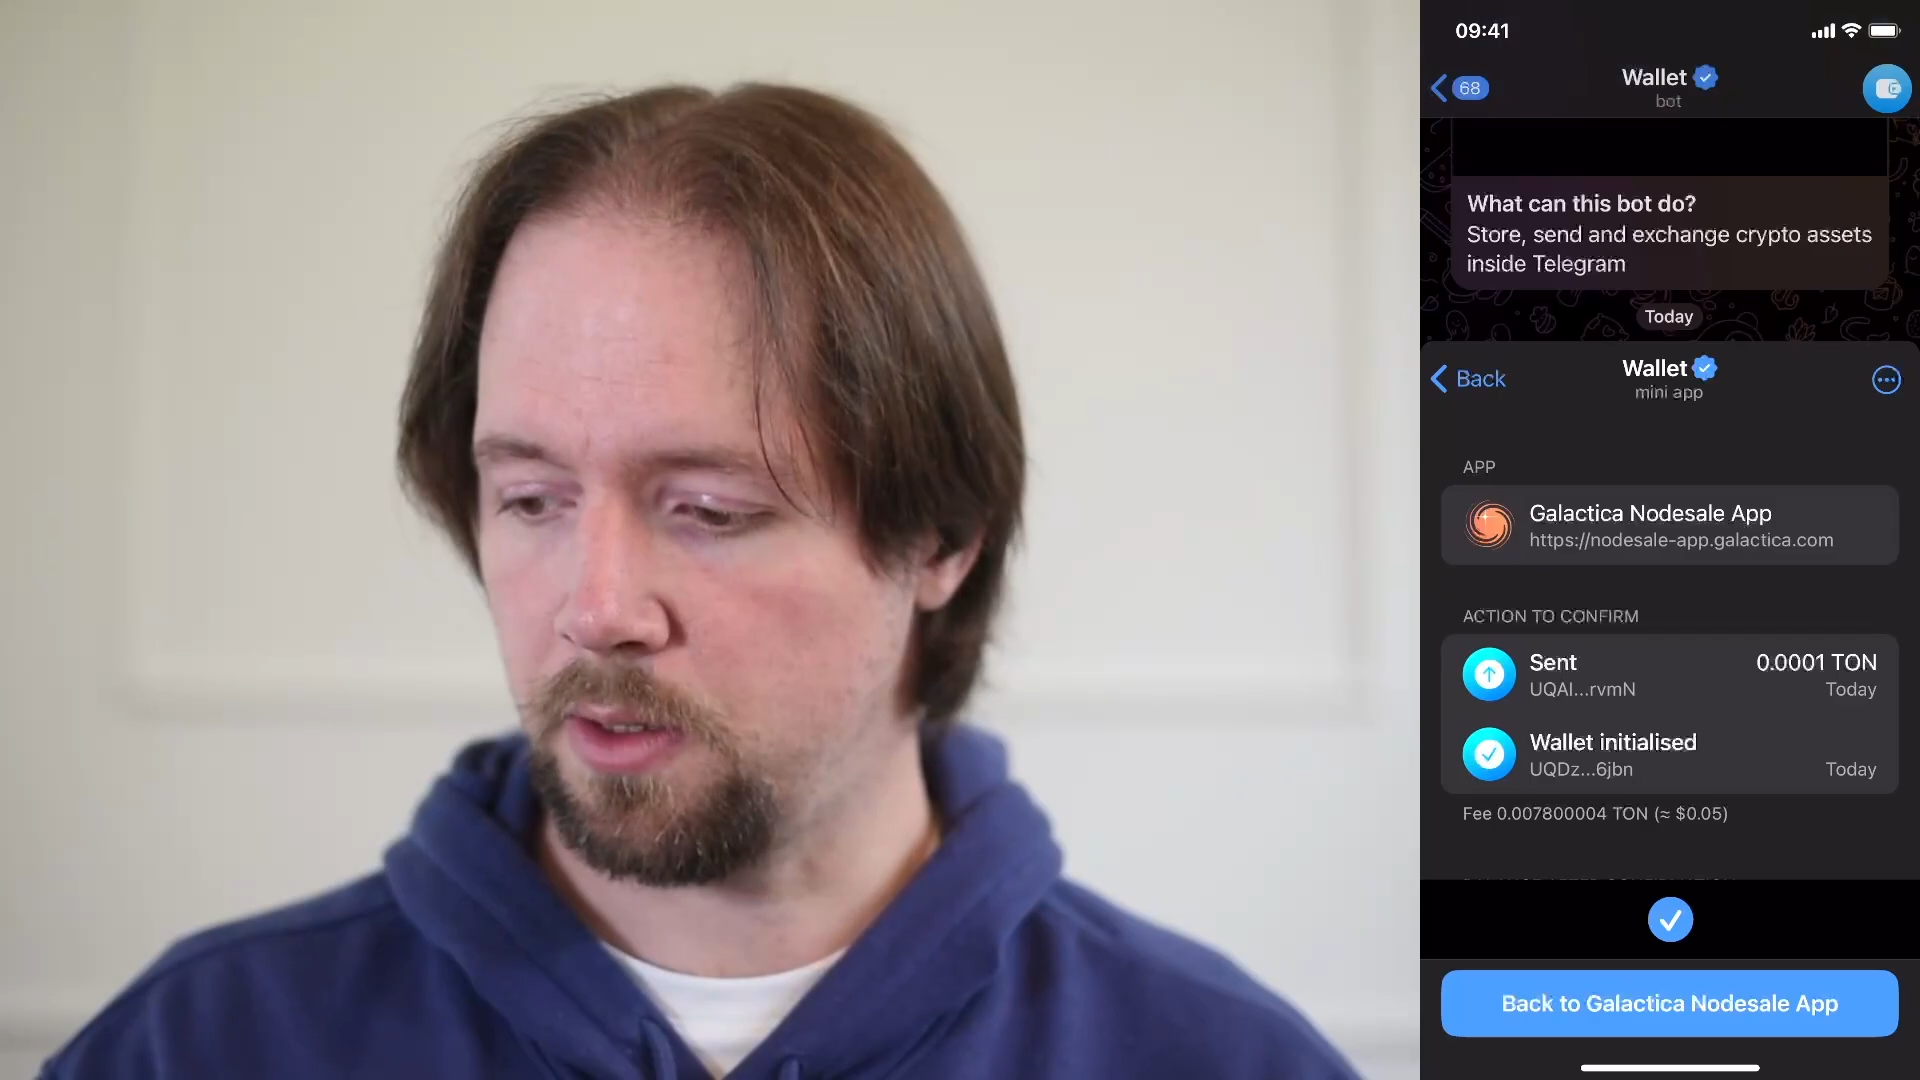 09:41
68
Wallet
bot
What can this bot do?
Store, send and exchange crypto assets
inside Telegram
Today
Back
Wallet
mini app
APP
Galactica Nodesale App
https://nodesale-app.galactica.com
ACTION TO CONFIRM
Sent
0.0001 TON
UQAI...rvmN
Today
Wallet initialised
UQDz...6jbn
Today
Fee 0.007800004 TON (≈ $0.05)
Back to Galactica Nodesale App